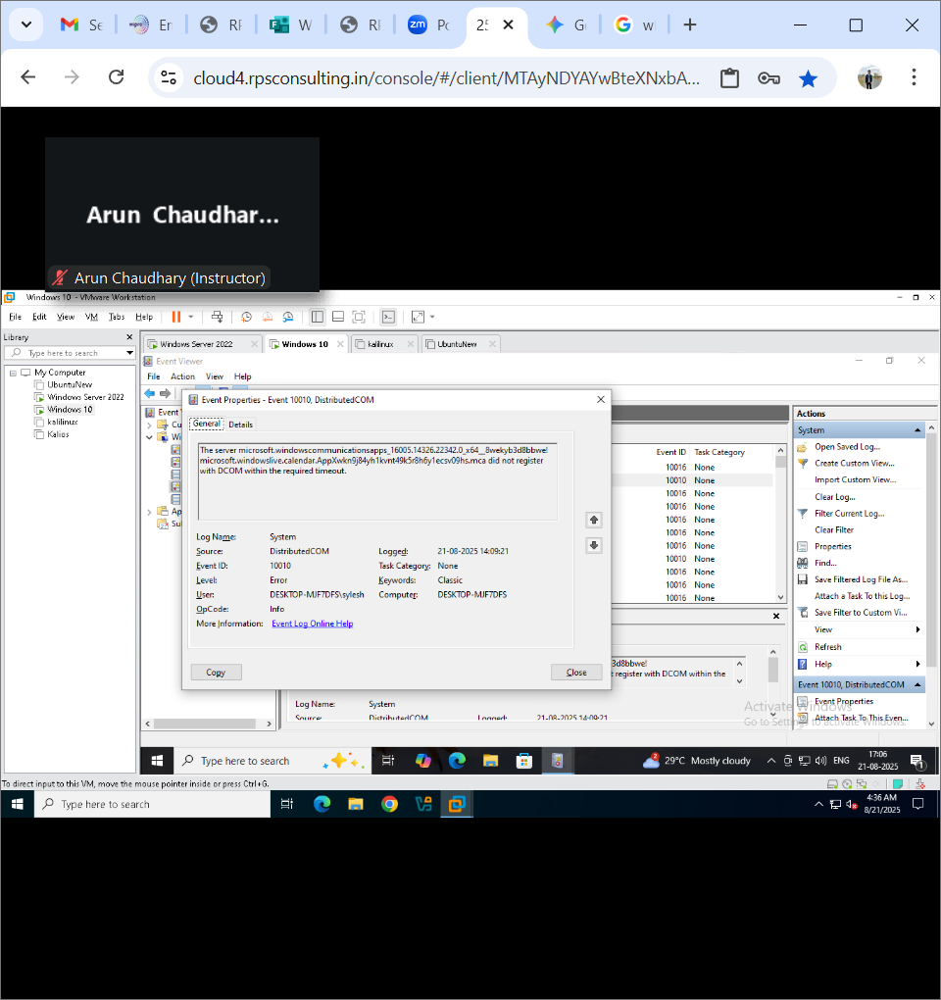 Se
Er
RF
W
RF
zm Pc
25
G
w
cloud4.rpsconsulting.in/console/#/client/MTAyNDYAYwBteXNxbA...
Arun Chaudhar...
Arun Chaudhary (Instructor)
Windows 10 - VMware Workstation
File Edit View VM Tabs Help
Library
Type here to search
My Computer
UbuntuNew
Windows Server 2022
Windows 10
kalilinux
Kalios
Windows Server 2022
Windows 10
kalilinux
UbuntuNew
Event Viewer
File Action View Help
Event V
Cu
Wi
Ap
Su
Event Properties - Event 10010, DistributedCOM
General Details
The server microsoft.windowscommunicationsapps_16005.14326.22342.0_x64__8wekyb3d8bbwe!
microsoft.windowslive.calendar.AppXwkn9j84yh1kvnt49k5r8h6y1ecsv09hs.mca did not register
with DCOM within the required timeout.
Log Name: System
Source: DistributedCOM Logged: 21-08-2025 14:09:21
Event ID: 10010 Task Category: None
Level: Error Keywords: Classic
User: DESKTOP-MJF7DFS\sylesh Computer: DESKTOP-MJF7DFS
OpCode: Info
More Information: Event Log Online Help
Copy Close
Event ID Task Category
10016 None
10010 None
10016 None
10016 None
10016 None
10016 None
10016 None
10010 None
10010 None
10016 None
10016 None
3d8bbwe!
t register with DCOM within the
Log Name: System
Source: DistributedCOM Logged: 21-08-2025 14:09:21
Actions
System
Open Saved Log...
Create Custom View...
Import Custom View...
Clear Log...
Filter Current Log...
Clear Filter
Properties
Find...
Save Filtered Log File As...
Attach a Task To this Log...
Save Filter to Custom Vi...
View
Refresh
Help
Event 10010, DistributedCOM
Event Properties
Attach Task To This Even...
Activate Windows
Go to Settings to activate Windows.
Type here to search
2
29°C Mostly cloudy
ENG
17:06
21-08-2025
1
To direct input to this VM, move the mouse pointer inside or press Ctrl+G.
Type here to search
4:36 AM
8/21/2025